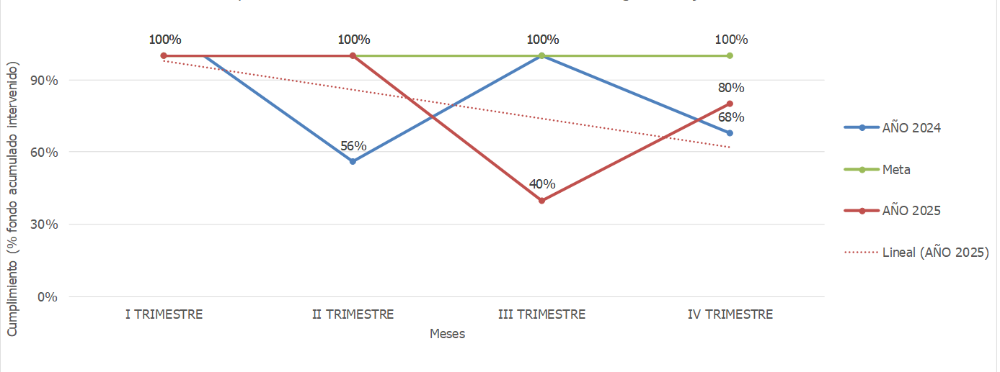 100%
100%
100%
100%
90%
80%
68%
60%
56%
40%
30%
0%
I TRIMESTRE
II TRIMESTRE
III TRIMESTRE
IV TRIMESTRE
Meses
Cumplimiento (% fondo acumulado intervenido)
AÑO 2024
Meta
AÑO 2025
Lineal (AÑO 2025)